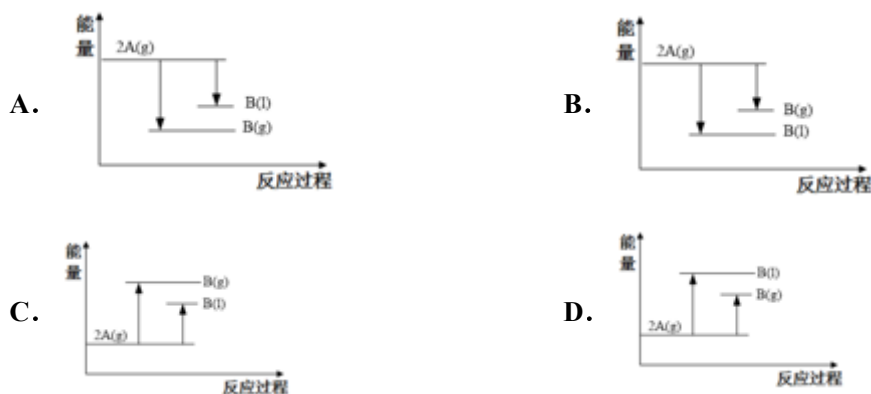 A.
能
量
2A(g)
B(l)
B(g)
反应过程
B.
能
量
2A(g)
B(g)
B(l)
反应过程
C.
能
量
B(g)
B(l)
2A(g)
反应过程
D.
能
量
B(l)
B(g)
2A(g)
反应过程